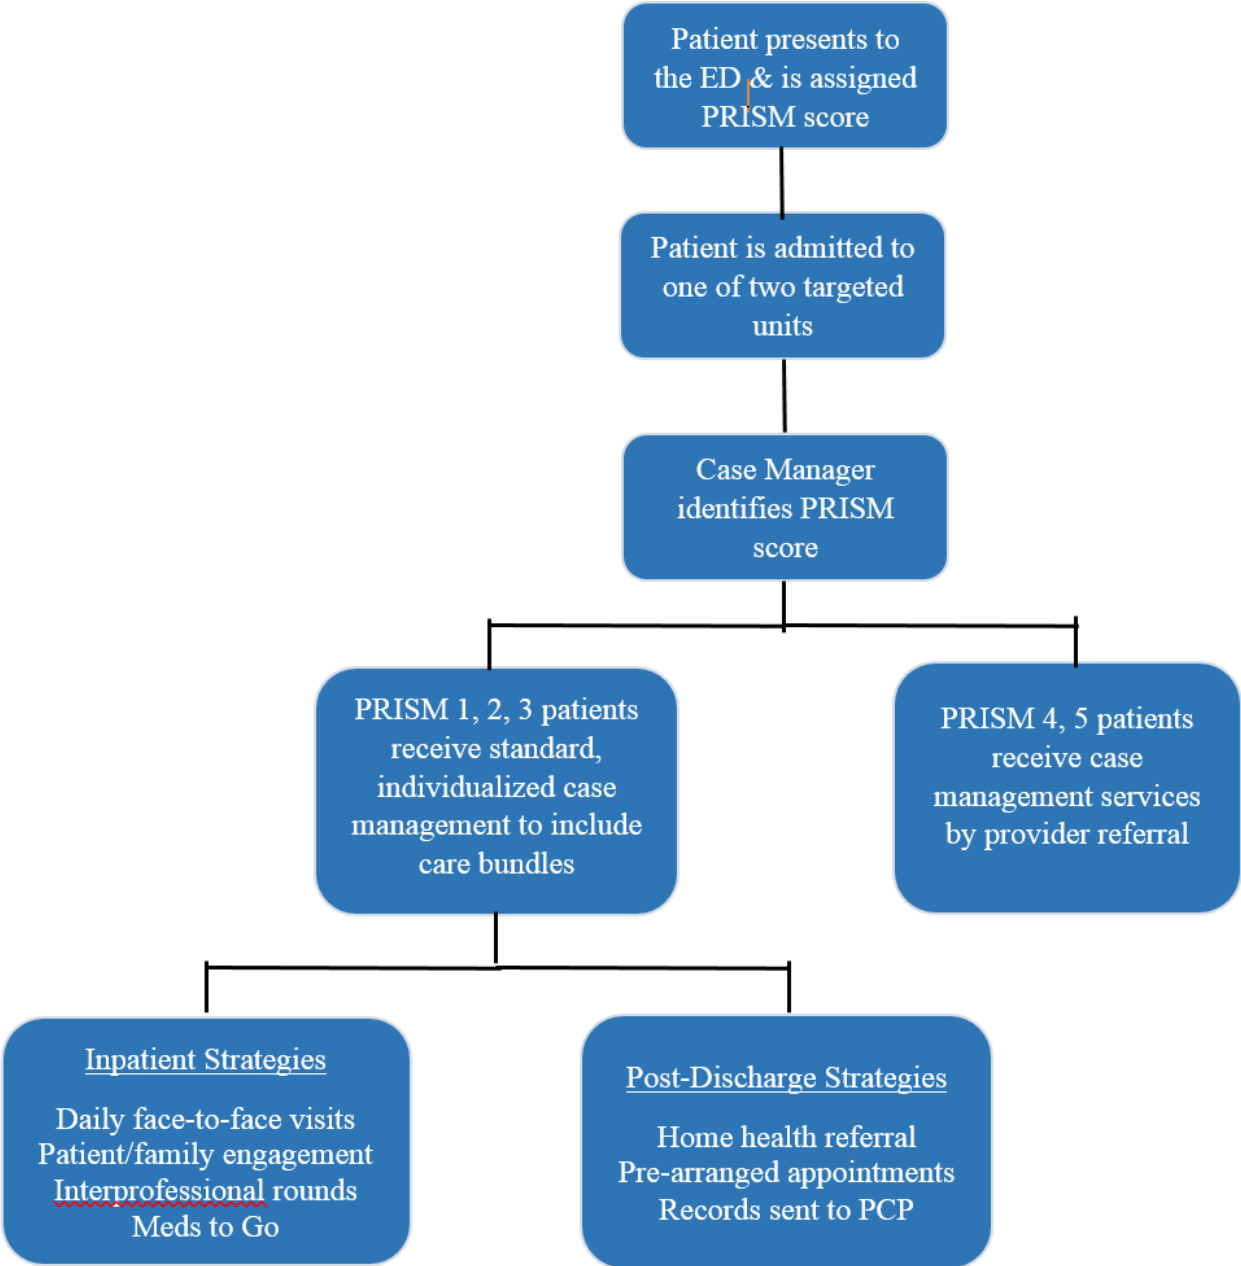 Patient presents to
the ED & is assigned
PRISM score
Patient is admitted to
one of two targeted
units
Case Manager
identifies PRISM
score
PRISM 1, 2, 3 patients
receive standard,
individualized case
management to include
care bundles
PRISM 4, 5 patients
receive case
management services
by provider referral
Inpatient Strategies
Daily face-to-face visits
Patient/family engagement
Interprofessional rounds
Meds to Go
Post-Discharge Strategies
Home health referral
Pre-arranged appointments
Records sent to PCP